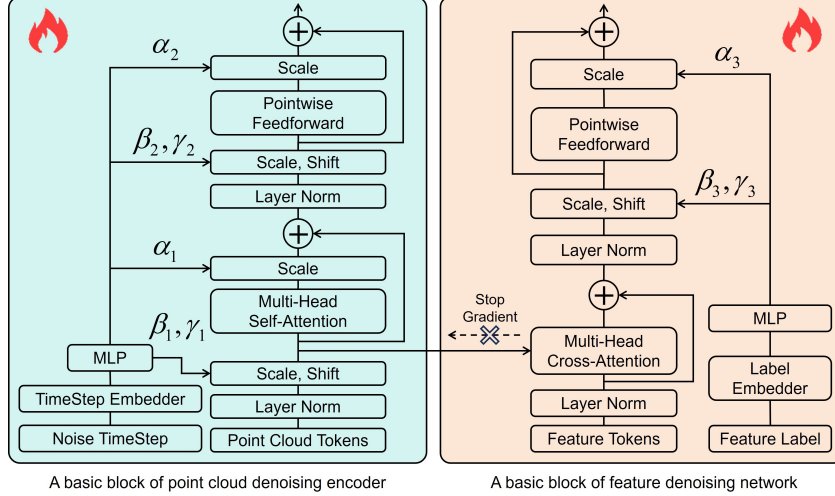 α₂
Scale
Pointwise
Feedforward
β₂, γ₂
Scale, Shift
Layer Norm
α₁
Scale
Multi-Head
Self-Attention
β₁, γ₁
MLP
Scale, Shift
TimeStep Embedder
Layer Norm
Noise TimeStep
Point Cloud Tokens
A basic block of point cloud denoising encoder
Stop
Gradient
α₃
Scale
Pointwise
Feedforward
β₃, γ₃
Scale, Shift
Layer Norm
MLP
Multi-Head
Cross-Attention
Label
Embedder
Layer Norm
Feature Tokens
Feature Label
A basic block of feature denoising network